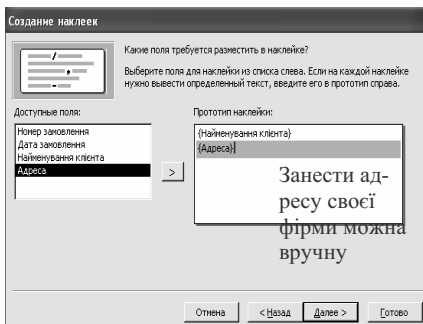 Создание наклеек
Какие поля требуется разместить в наклейке?
Выберите поля для наклейки из списка слева. Если на каждой наклейке
нужно вывести определенный текст, введите его в прототип справа.
Доступные поля:
Прототип наклейки:
Номер замовлення
Дата замовлення
Найменування клієнта
Адреса
>
{Найменування клієнта}
{Адреса}
Занести ад-
ресу своєї
фірми можна
вручну
Отмена
< Назад
Далее >
Готово